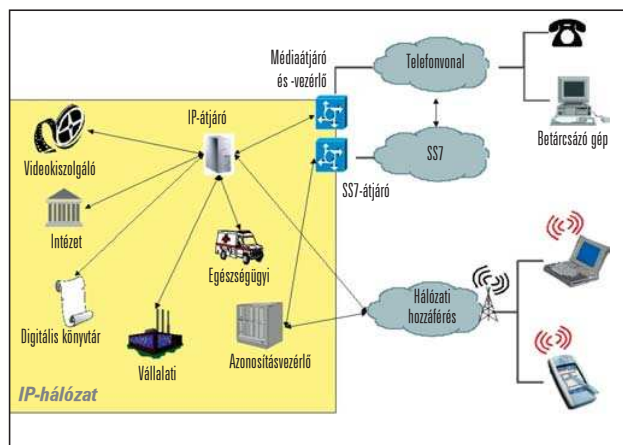 Médiaátjáró
és -vezérlő
Telefonvonal
IP-átjáró
Betárcsázó gép
Videokiszolgáló
SS7
SS7-átjáró
Intézet
Egészségügyi
Hálózati
hozzáférés
Digitális könyvtár
Vállalati
Azonosításvezérlő
IP-hálózat